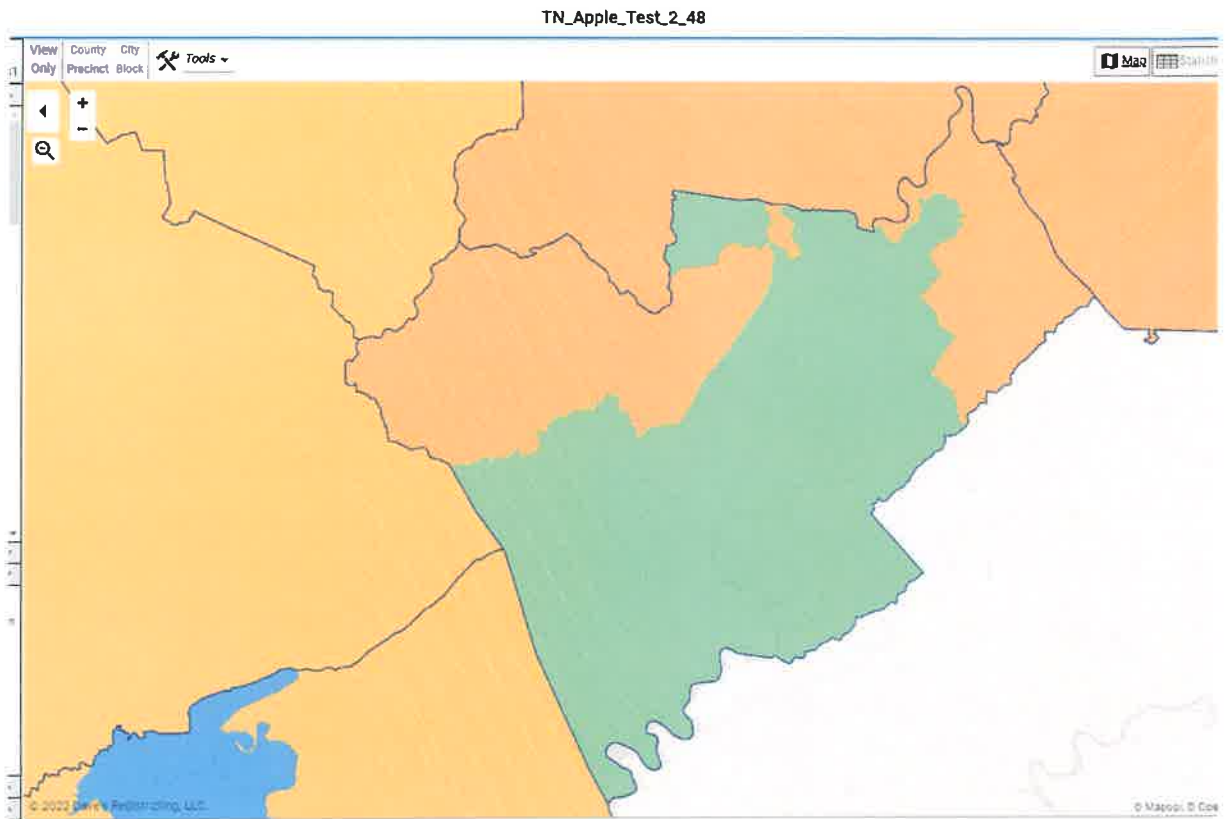 TN_Apple_Test_2_48
View County City
Only Precinct Block
Tools
Map
+
-
© 2022 Dave's Redistricting, LLC